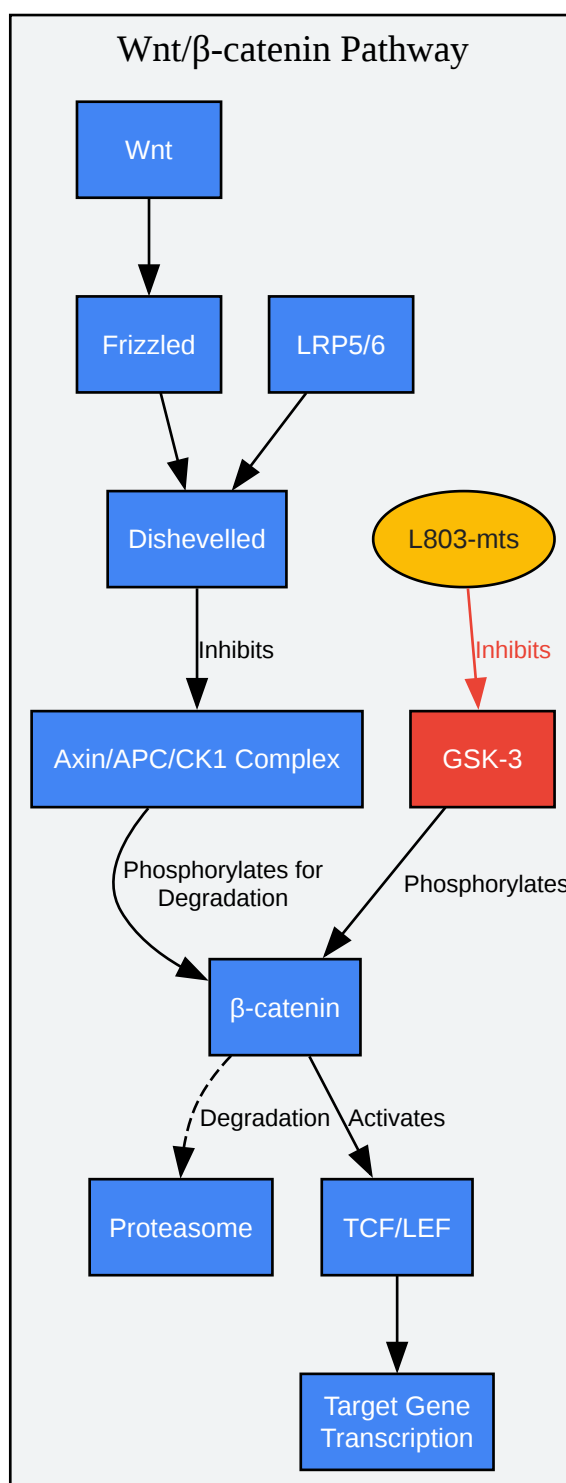 Wnt/β-catenin Pathway
Wnt
Frizzled
LRP5/6
Dishevelled
L803-mts
Inhibits
Inhibits
Axin/APC/CK1 Complex
GSK-3
Phosphorylates for
Degradation
Phosphorylates
β-catenin
Degradation
Activates
Proteasome
TCF/LEF
Target Gene
Transcription